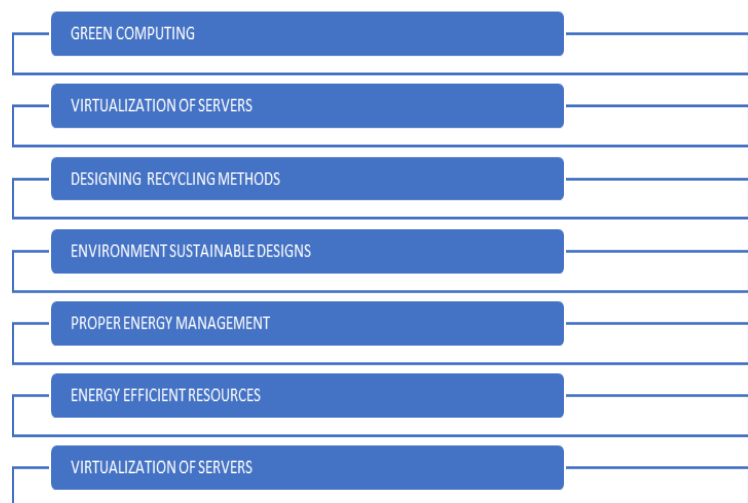 GREEN COMPUTING
VIRTUALIZATION OF SERVERS
DESIGNING RECYCLING METHODS
ENVIRONMENT SUSTAINABLE DESIGNS
PROPER ENERGY MANAGEMENT
ENERGY EFFICIENT RESOURCES
VIRTUALIZATION OF SERVERS